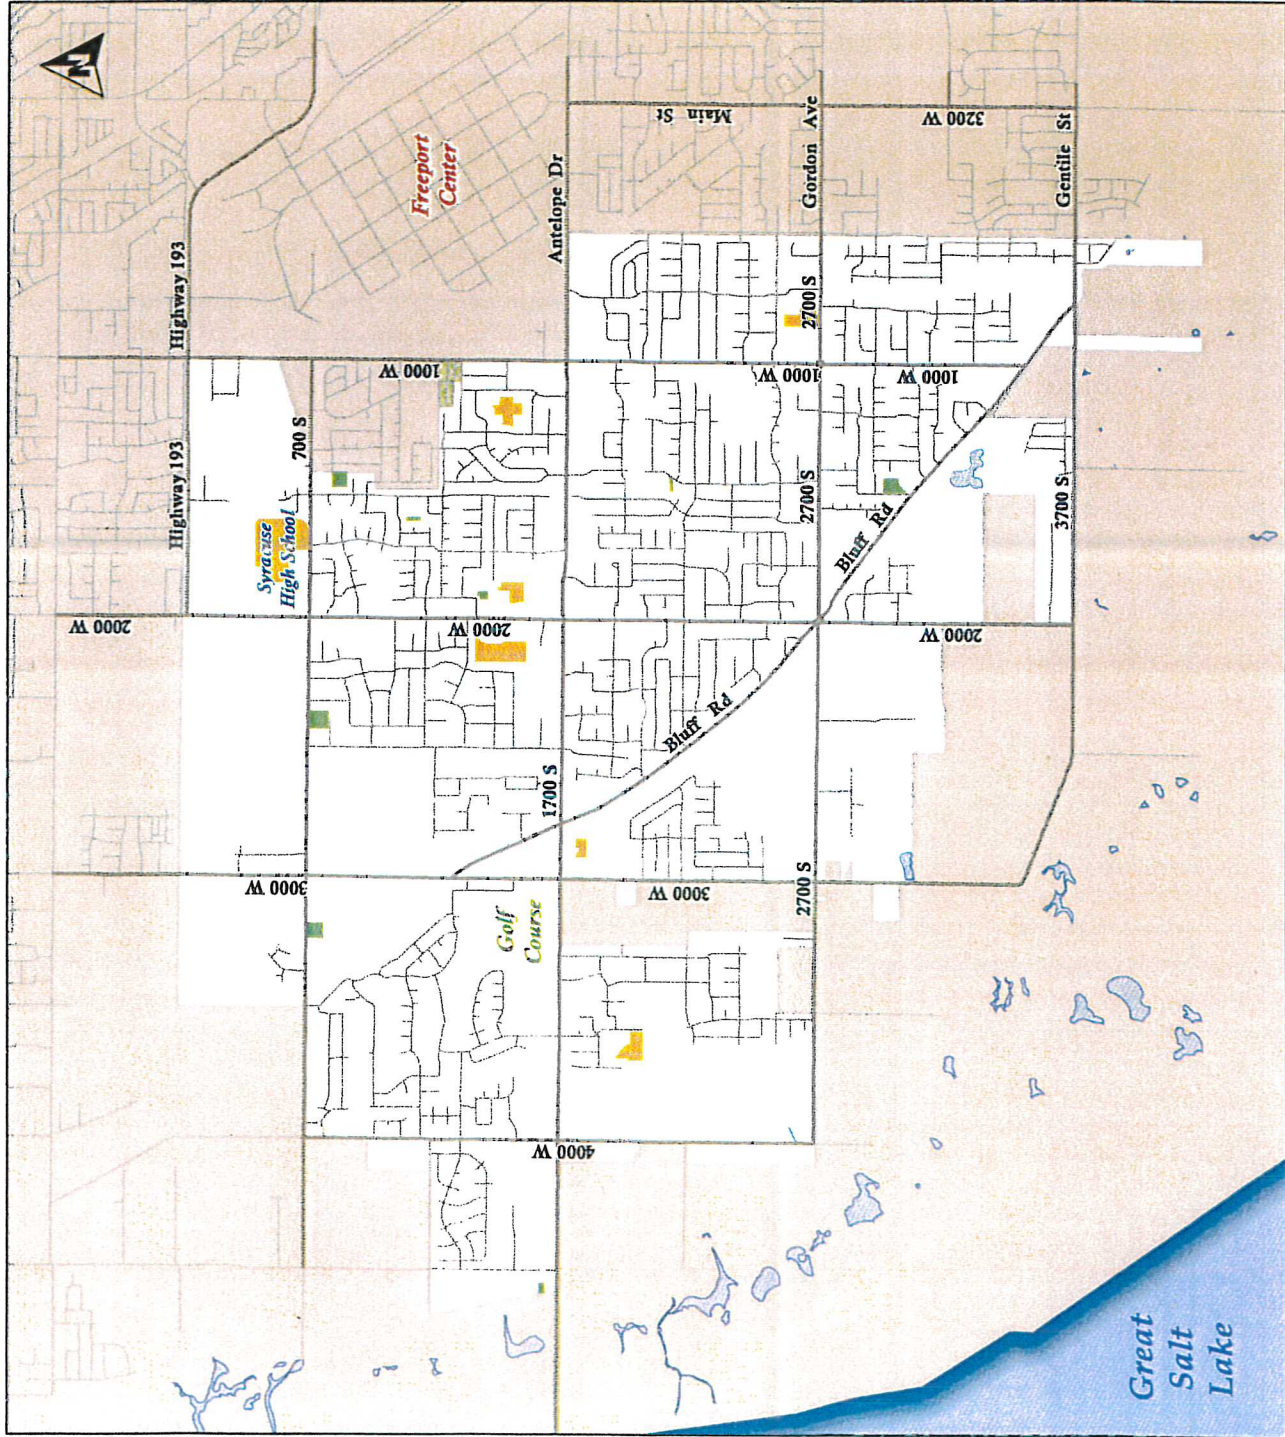 N
Highway 193
Highway 193
Freeport
Center
Main St
Antelope Dr
Gordon Ave
3200 W
Gentile St
700 S
1000 W
1000 W
1000 W
2700 S
2700 S
3700 S
Syracuse
High School
2000 W
2000 W
2000 W
Bluff Rd
Bluff Rd
1700 S
3000 W
3000 W
2700 S
Golf
Course
4000 W
Great
Salt
Lake